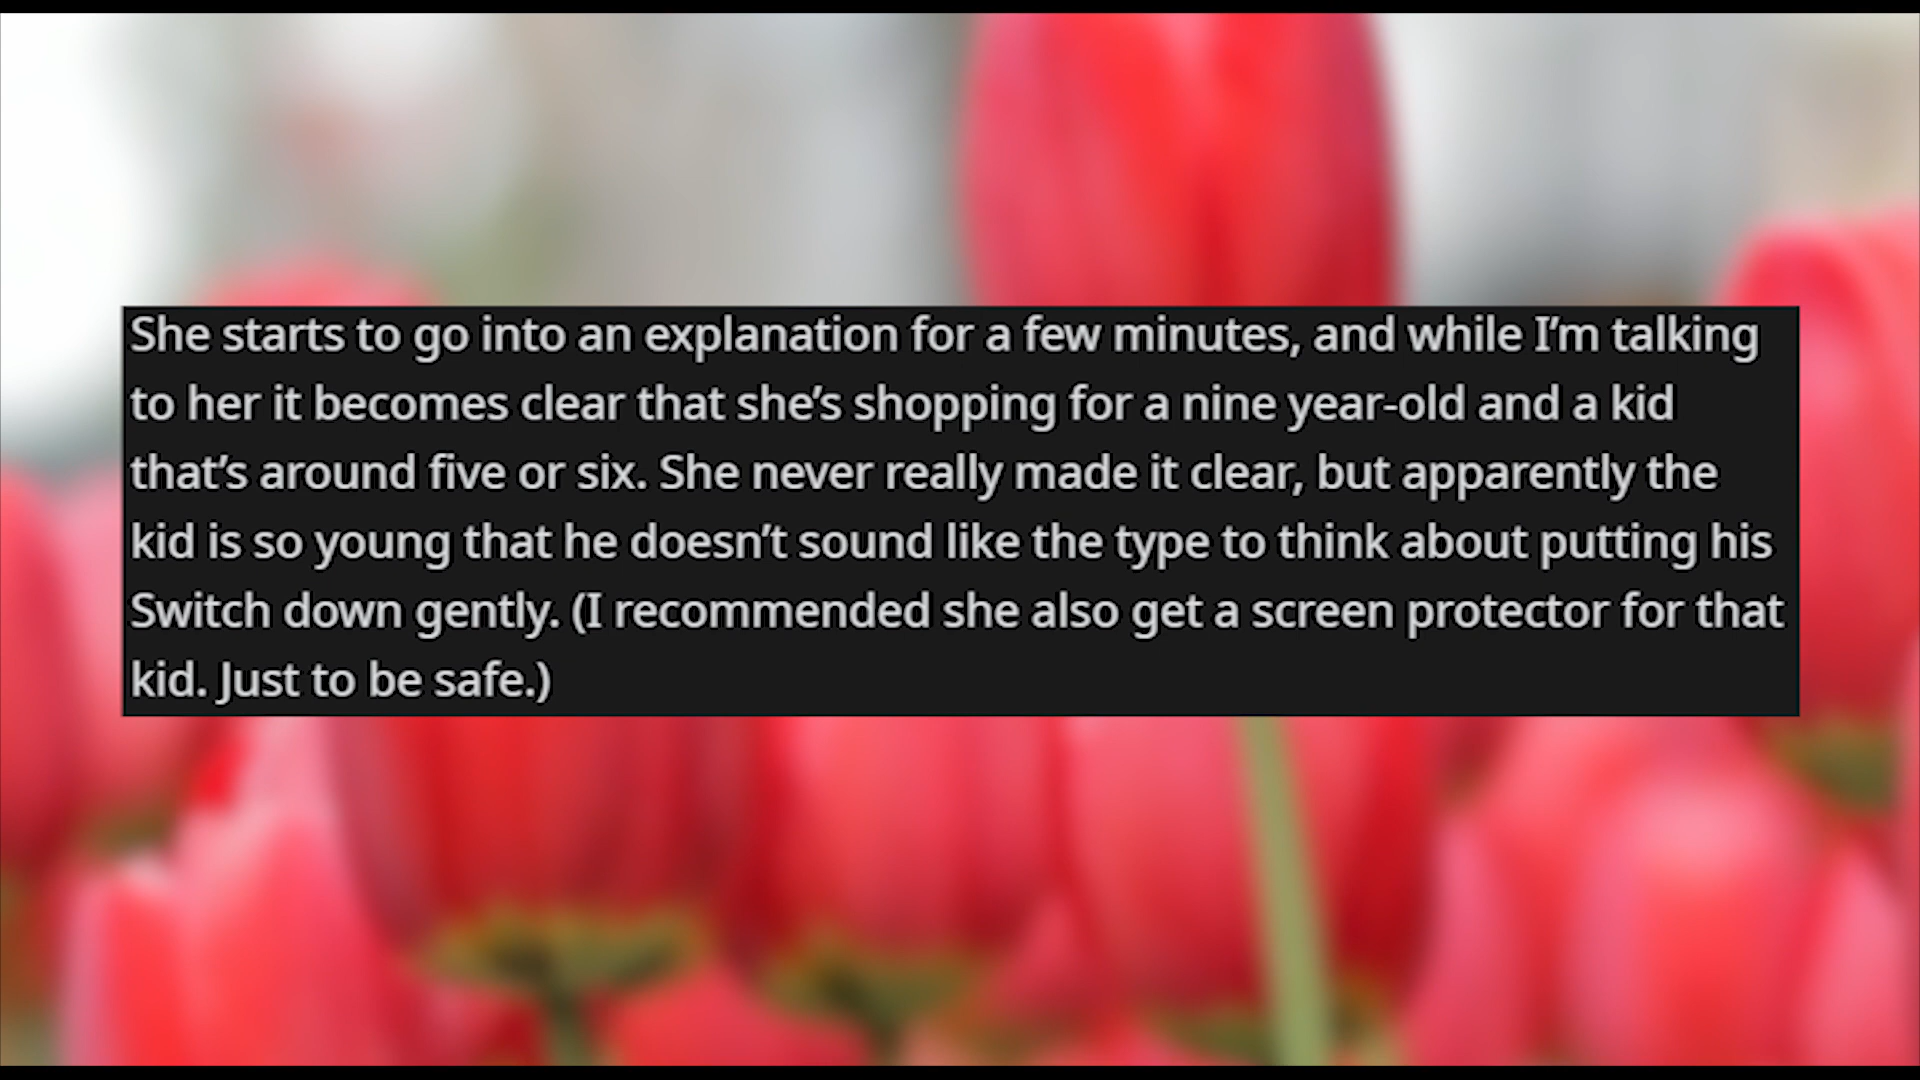 She starts to go into an explanation for a few minutes, and while I’m talking
to her it becomes clear that she’s shopping for a nine year-old and a kid
that’s around five or six. She never really made it clear, but apparently the
kid is so young that he doesn’t sound like the type to think about putting his
Switch down gently. (I recommended she also get a screen protector for that
kid. Just to be safe.)